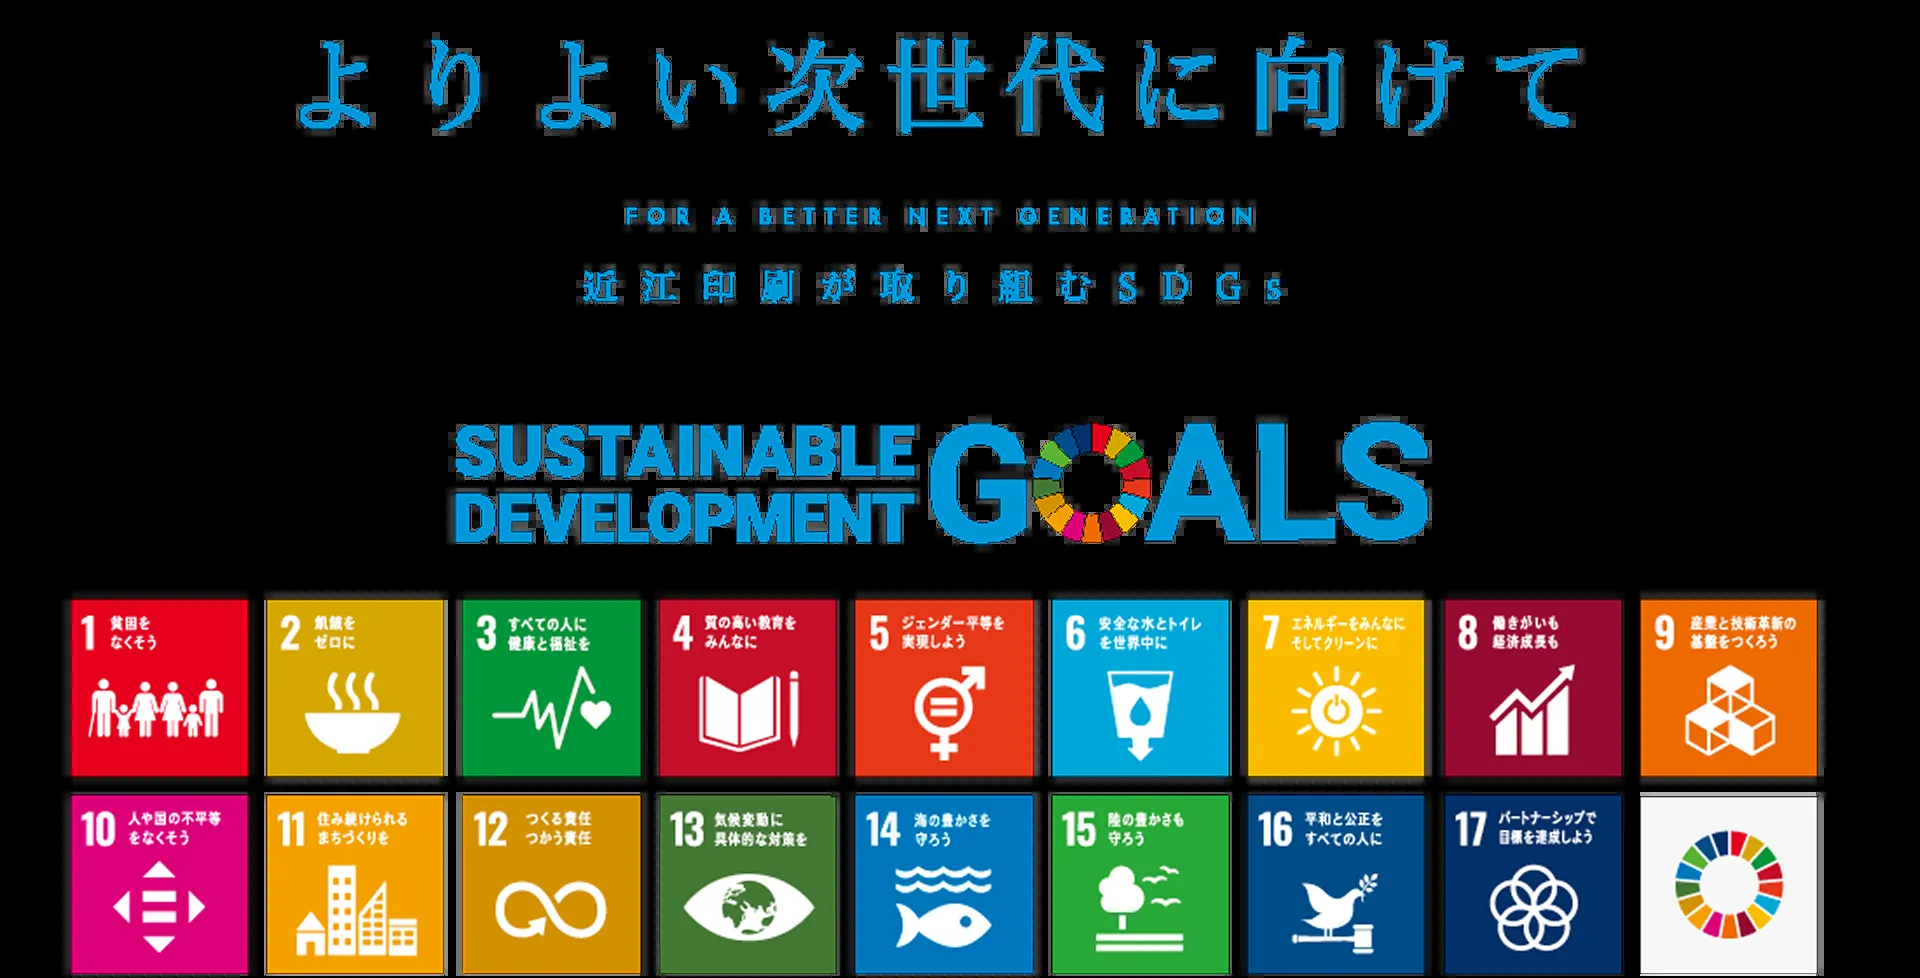 よりよい次世代に向けて
FOR A BETTER NEXT GENERATION
近江印刷が取り組むSDGs
SUSTAINABLE
DEVELOPMENT
GOALS
1 貧困を
なくそう
2 飢餓を
ゼロに
3 すべての人に
健康と福祉を
4 質の高い教育を
みんなに
5 ジェンダー平等を
実現しよう
6 安全な水とトイレ
を世界中に
7 エネルギーをみんなに
そしてクリーンに
8 働きがいも
経済成長も
9 産業と技術革新の
基盤をつくろう
10 人や国の不平等
をなくそう
11 住み続けられる
まちづくりを
12 つくる責任
つかう責任
13 気候変動に
具体的な対策を
14 海の豊かさを
守ろう
15 陸の豊かさも
守ろう
16 平和と公正を
すべての人に
17 パートナーシップで
目標を達成しよう